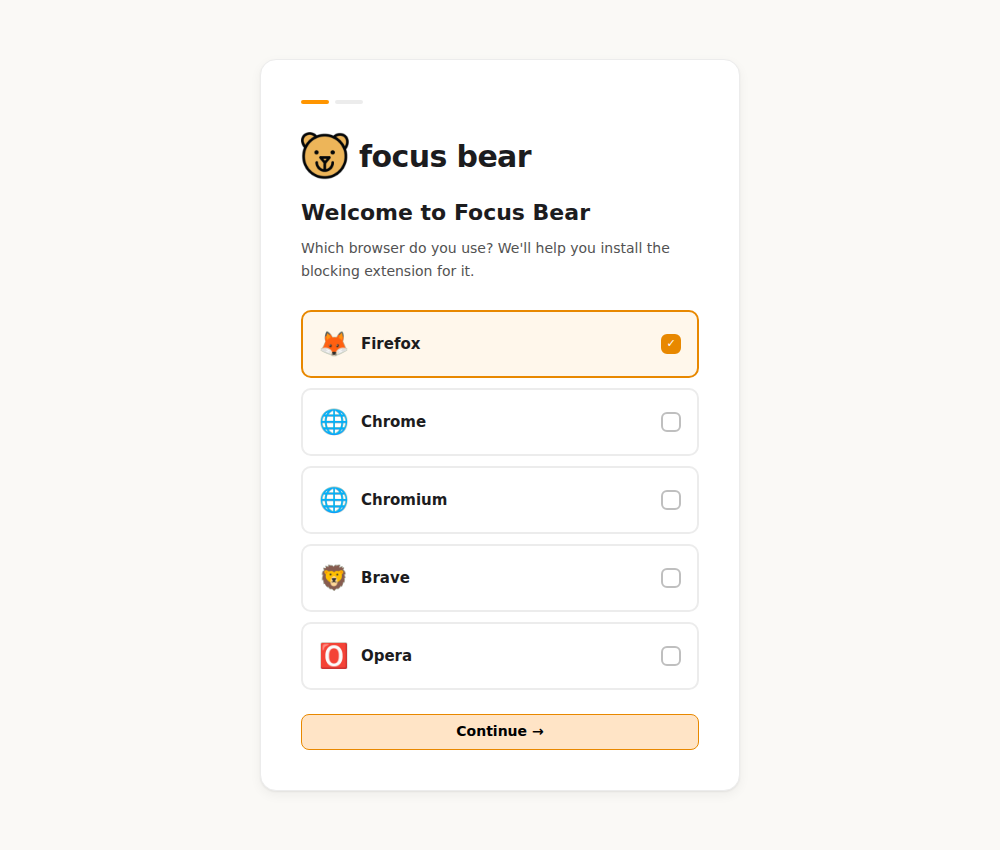 focus bear
Welcome to Focus Bear
Which browser do you use? We'll help you install the
blocking extension for it.
Firefox
Chrome
Chromium
Brave
Opera
Continue →